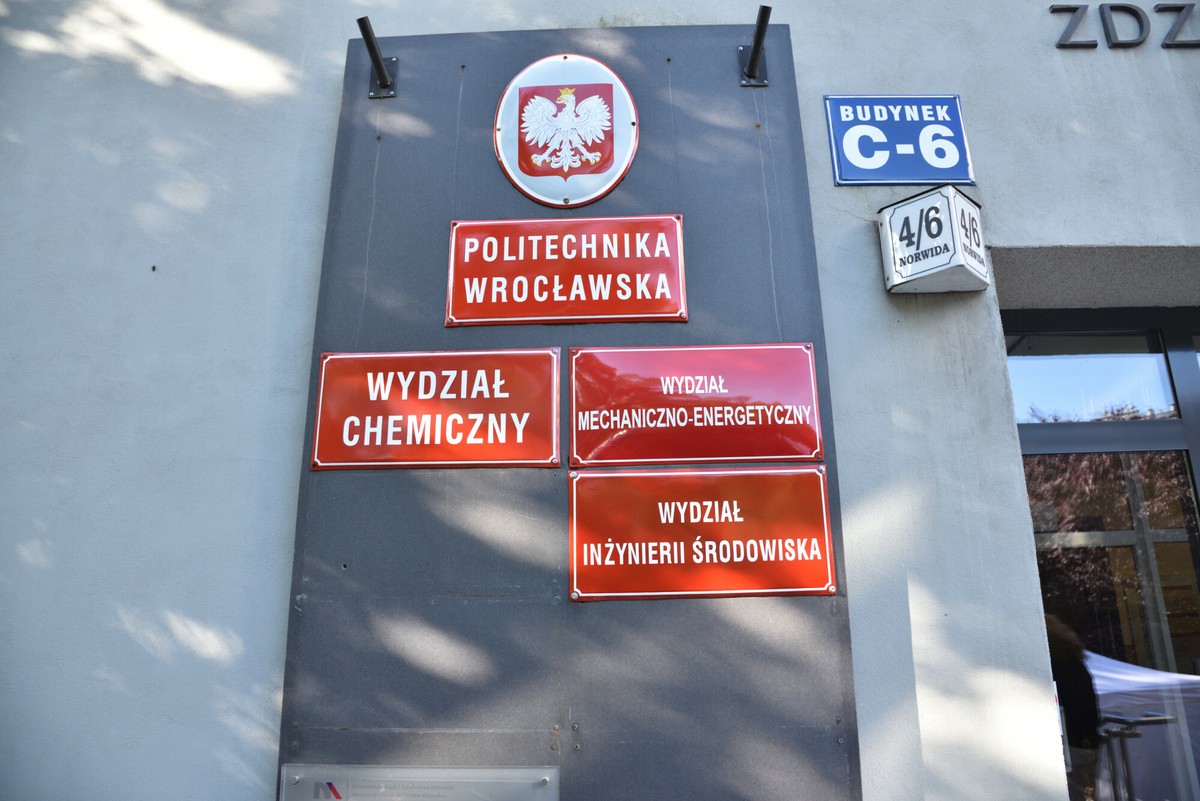 ZDZ
BUDYNEK
C-6
4/6
NORWIDA
4/6
NORWIDA
POLITECHNIKA
WROCŁAWSKA
WYDZIAŁ
CHEMICZNY
WYDZIAŁ
MECHANICZNO-ENERGETYCZNY
WYDZIAŁ
INŻYNIERII ŚRODOWISKA